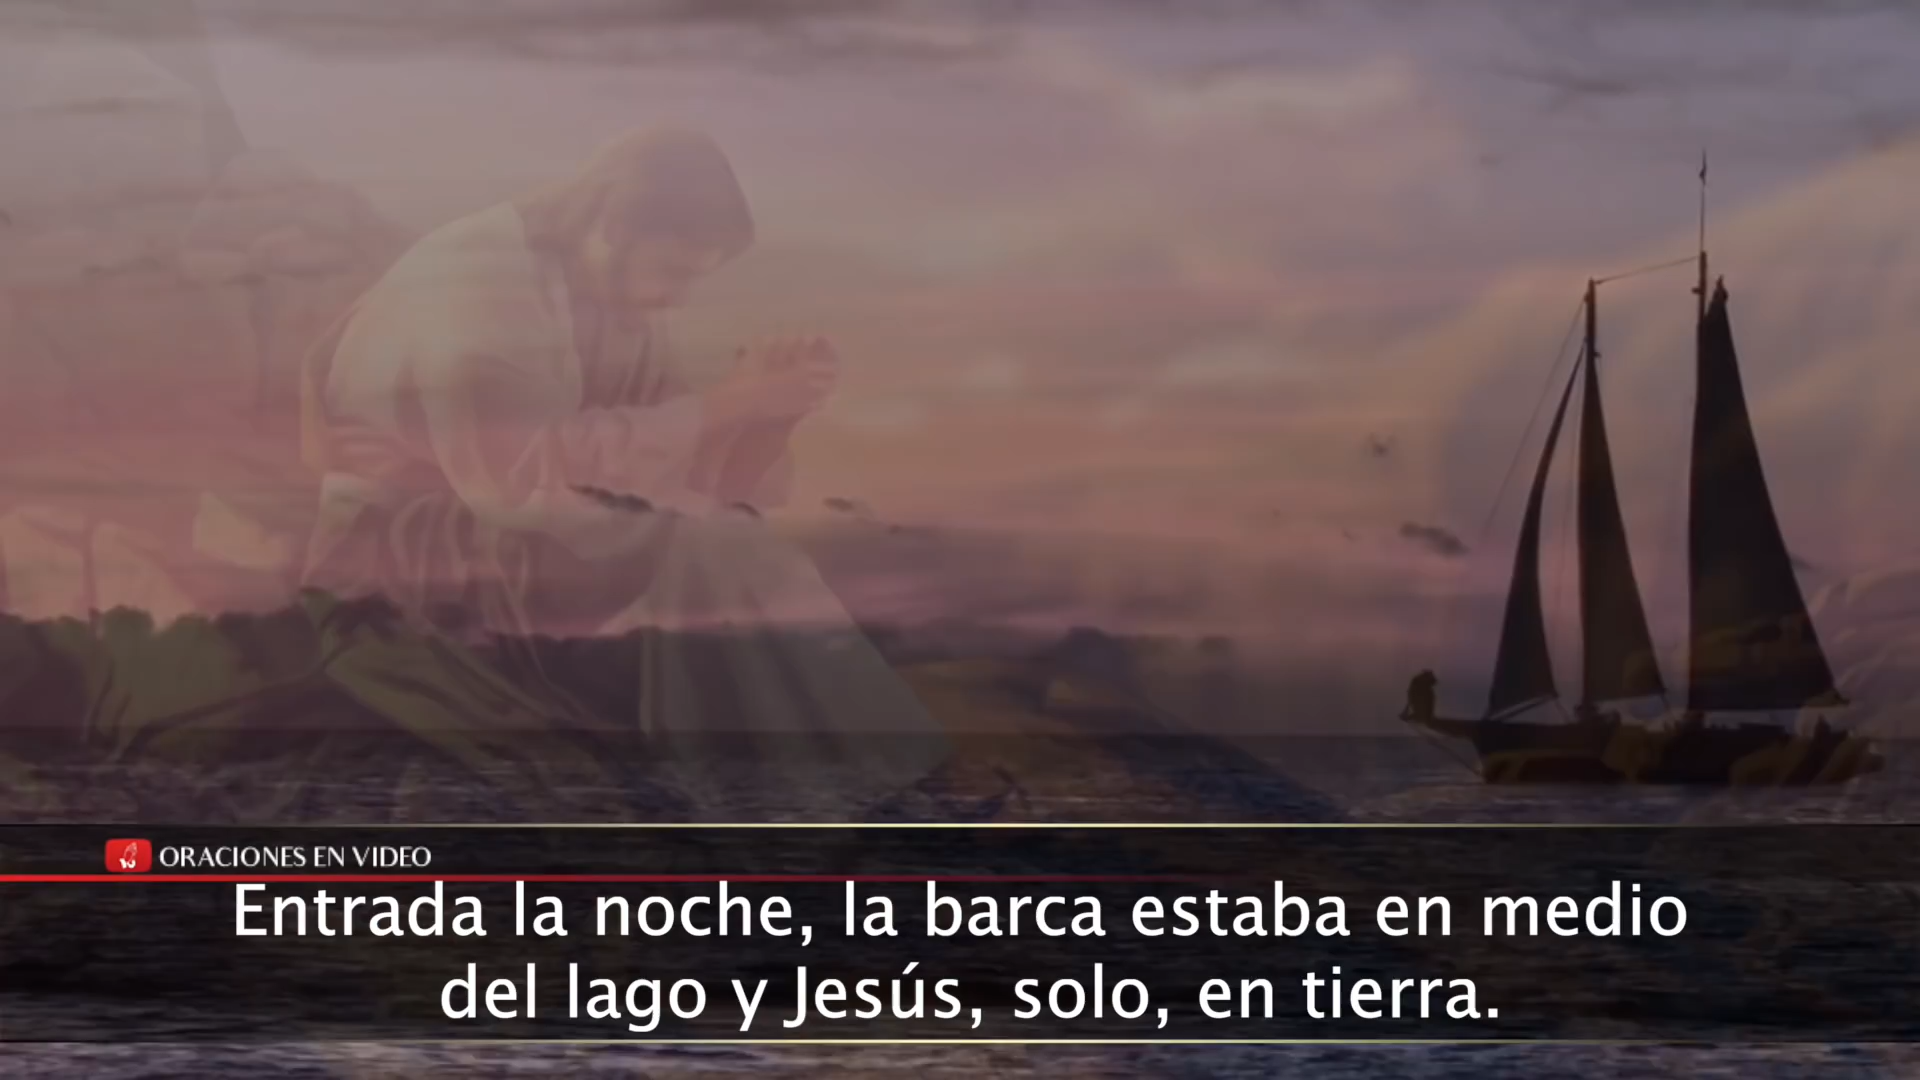 ORACIONES EN VIDEO
Entrada la noche, la barca estaba en medio
del lago y Jesús, solo, en tierra.